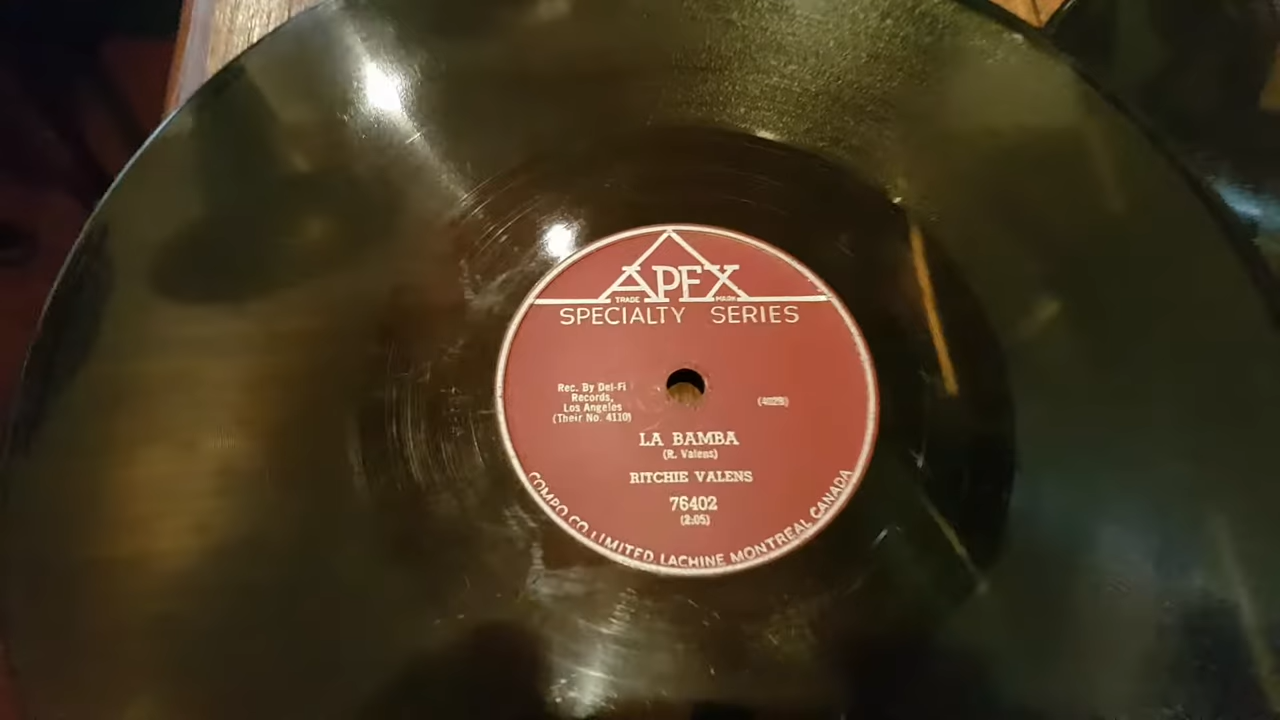 APEX
TRADE MARK
SPECIALTY SERIES
Rec. By Del-Fi
Records,
Los Angeles
(Their No. 4110)
LA BAMBA
(R. Valens)
RITCHIE VALENS
76402
(2:05)
COMPO CO. LIMITED, LACHINE MONTREAL CANADA